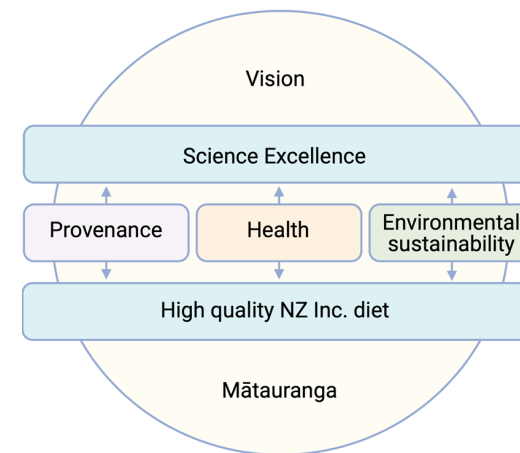 Vision
Science Excellence
Provenance
Health
Environmental
sustainability
High quality NZ Inc. diet
Mātauranga